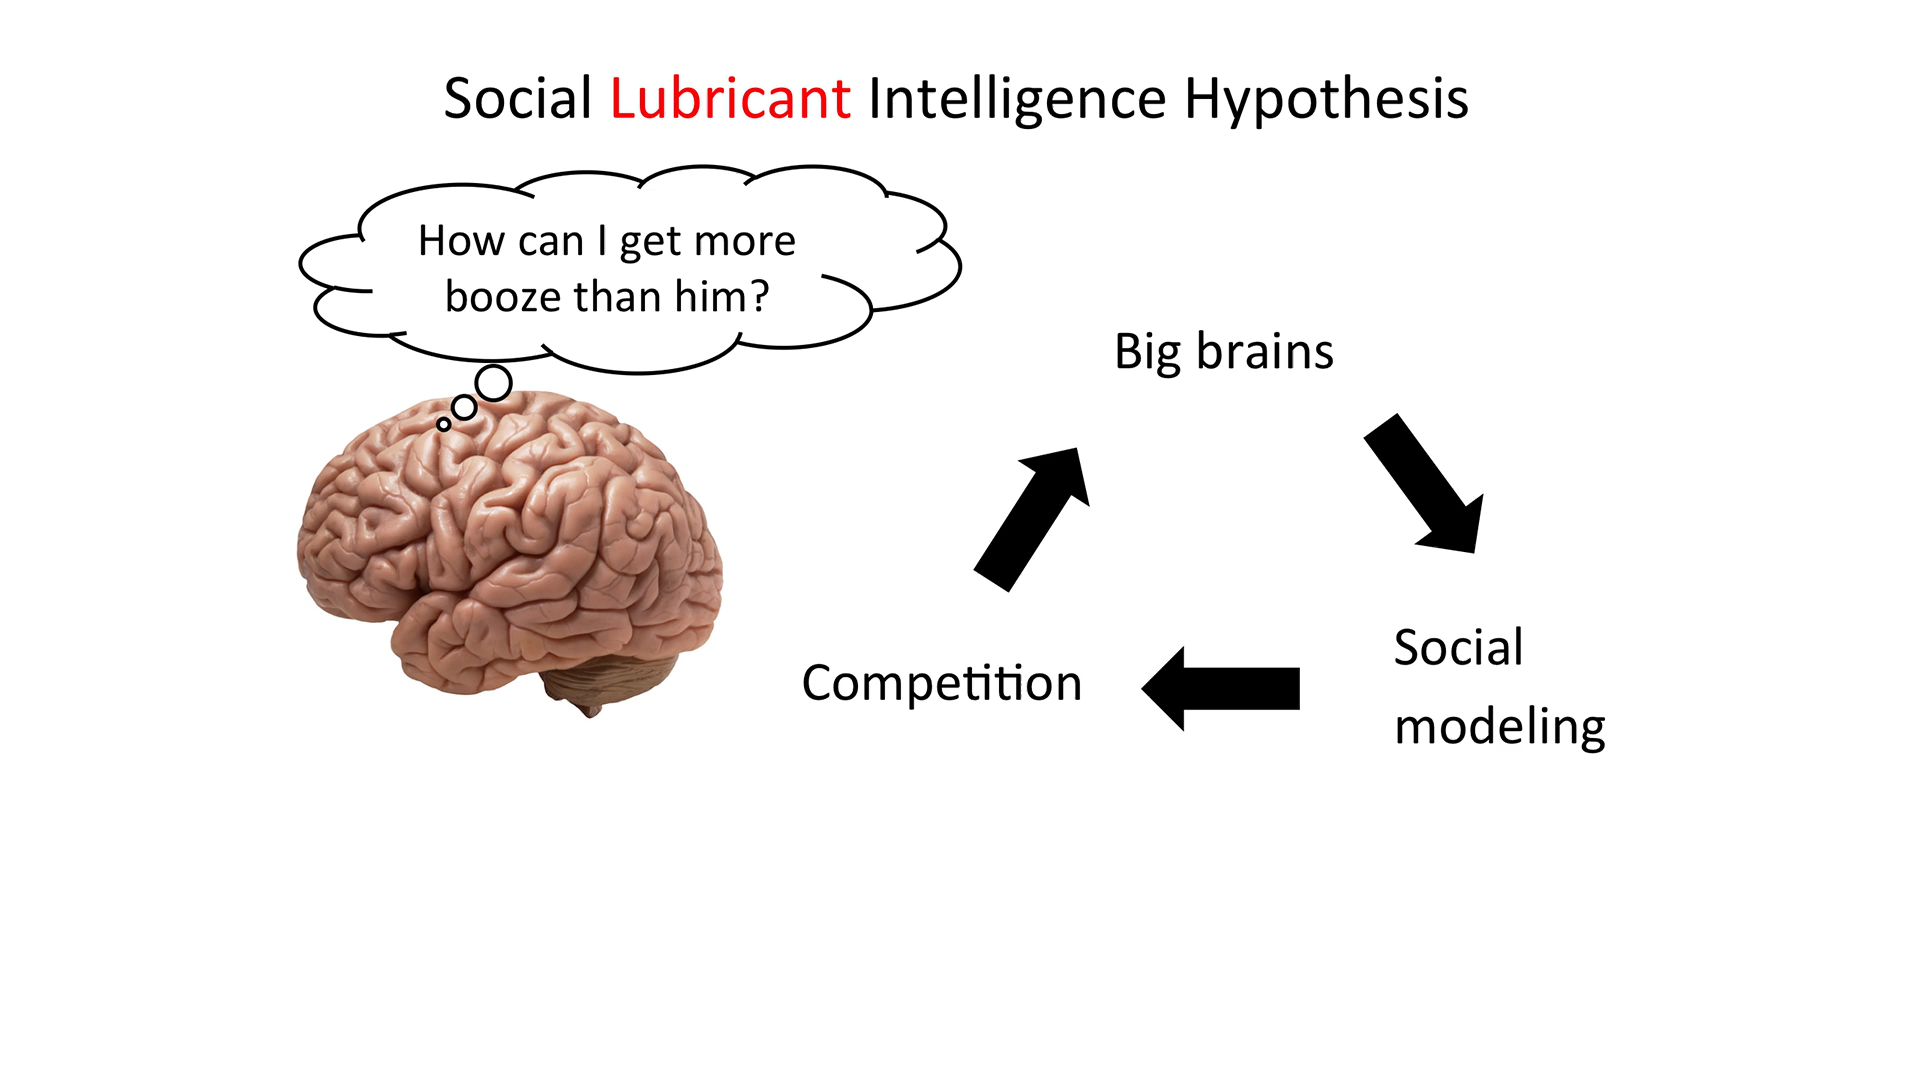 Social Lubricant Intelligence Hypothesis
How can I get more
booze than him?
Big brains
Social
modeling
Competition